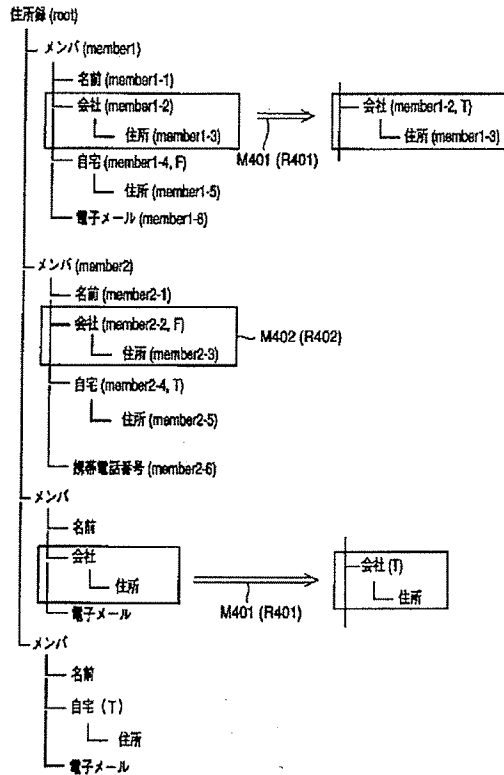 住所録 (root)
メンバ (member1)
名前 (member1-1)
会社 (member1-2)
住所 (member1-3)
自宅 (member1-4, F)
住所 (member1-5)
電子メール (member1-6)
M401 (R401)
会社 (member1-2, T)
住所 (member1-3)
メンバ (member2)
名前 (member2-1)
会社 (member2-2, F)
住所 (member2-3)
M402 (R402)
自宅 (member2-4, T)
住所 (member2-5)
携帯電話番号 (member2-6)
メンバ
名前
会社
住所
電子メール
M401 (R401)
会社 (T)
住所
メンバ
名前
自宅 (T)
住所
電子メール